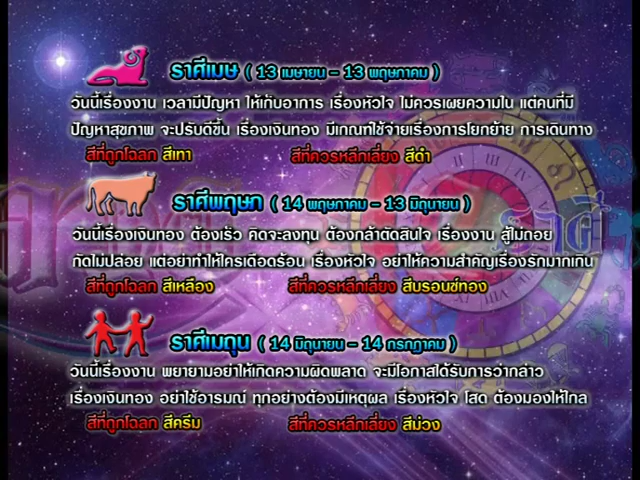 ราศีเมษ ( 13 เมษายน - 13 พฤษภาคม )
วันนี้เรื่องงาน เวลามีปัญหา ให้เก็บอาการ เรื่องหัวใจ ไม่ควรเผยความใน แต่คนที่มี
ปัญหาสุขภาพ จะปรับดีขึ้น เรื่องเงินทอง มีเกณฑ์ใช้จ่ายเรื่องการโยกย้าย การเดินทาง
สีที่ถูกโฉลก สีเทา สีที่ควรหลีกเลี่ยง สีดำ
ราศีพฤษภ ( 14 พฤษภาคม - 13 มิถุนายน )
วันนี้เรื่องเงินทอง ต้องเร็ว คิดจะลงทุน ต้องกล้าตัดสินใจ เรื่องงาน สู้ไม่ถอย
กัดไม่ปล่อย แต่อย่าทำให้ใครเดือดร้อน เรื่องหัวใจ อย่าให้ความสำคัญเรื่องรักมากเกิน
สีที่ถูกโฉลก สีเหลือง สีที่ควรหลีกเลี่ยง สีบรอนซ์ทอง
ราศีเมถุน ( 14 มิถุนายน - 14 กรกฎาคม )
วันนี้เรื่องงาน พยายามอย่าให้เกิดความผิดพลาด จะมีโอกาสได้รับการว่ากล่าว
เรื่องเงินทอง อย่าใช้อารมณ์ ทุกอย่างต้องมีเหตุผล เรื่องหัวใจ โสด ต้องมองให้ไกล
สีที่ถูกโฉลก สีครีม สีที่ควรหลีกเลี่ยง สีม่วง